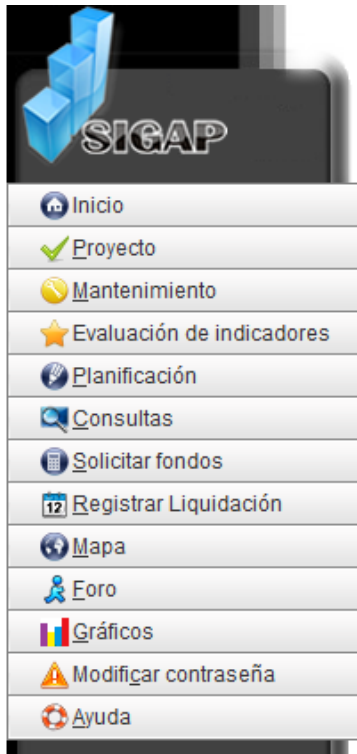 SIGAP
Inicio
Proyecto
Mantenimiento
Evaluación de indicadores
Planificación
Consultas
Solicitar fondos
12 Registrar Liquidación
Mapa
Foro
Gráficos
Modificar contraseña
Ayuda